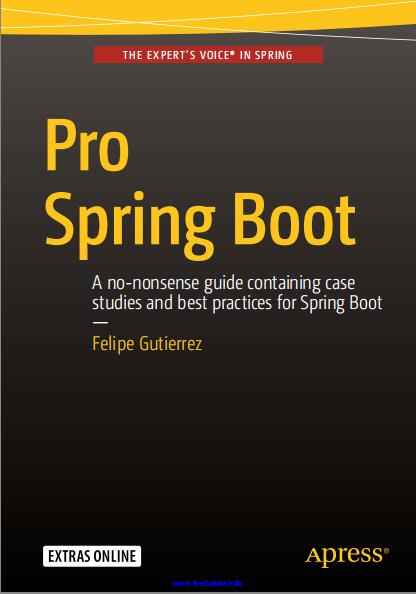 THE EXPERT'S VOICE® IN SPRING
Pro
Spring Boot
A no-nonsense guide containing case
studies and best practices for Spring Boot
—
Felipe Gutierrez
EXTRAS ONLINE
Apress®